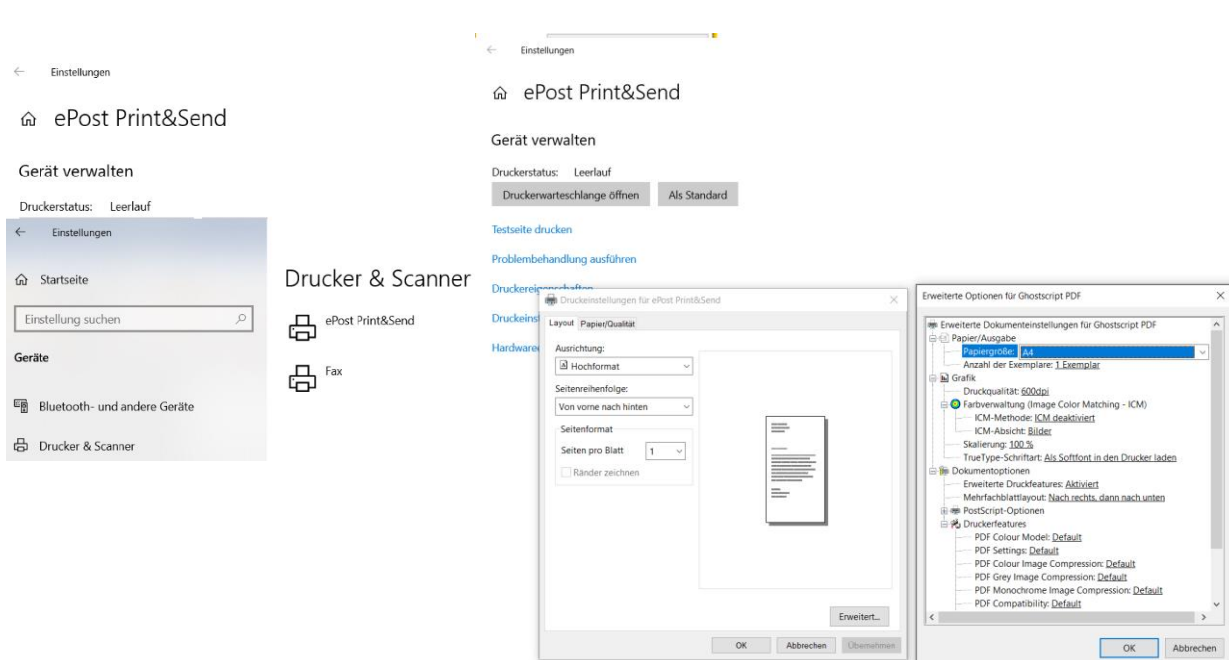 Einstellungen
ePost Print&Send
Gerät verwalten
Druckerstatus: Leerlauf
Einstellungen
Startseite
Einstellung suchen
Geräte
Bluetooth- und andere Geräte
Drucker & Scanner
Drucker & Scanner
ePost Print&Send
Fax
Einstellungen
ePost Print&Send
Gerät verwalten
Druckerstatus: Leerlauf
Druckerwarteschlange öffnen Als Standard
Testseite drucken
Problembehandlung ausführen
Druckereigenschaften
Druckeinst
Hardware
Druckeinstellungen für ePost Print&Send
Layout Papier/Qualität
Ausrichtung:
Hochformat
Seitenreihenfolge:
Von vorne nach hinten
Seitenformat
Seiten pro Blatt 1
Ränder zeichnen
Erweitert...
OK Abbrechen Übernehmen
Erweiterte Optionen für Ghostscript PDF
Erweiterte Dokumenteinstellungen für Ghostscript PDF
Papier/Ausgabe
Papiergröße: A4
Anzahl der Exemplare: 1 Exemplar
Grafik
Druckqualität: 600dpi
Farbverwaltung (Image Color Matching - ICM)
ICM-Methode: ICM deaktiviert
ICM-Absicht: Bilder
Skalierung: 100 %
TrueType-Schriftart: Als Softfont in den Drucker laden
Dokumentoptionen
Erweiterte Druckfeatures: Aktiviert
Mehrfachblattlayout: Nach rechts, dann nach unten
PostScript-Optionen
Druckerfeatures
PDF Colour Model: Default
PDF Settings: Default
PDF Colour Image Compression: Default
PDF Grey Image Compression: Default
PDF Monochrome Image Compression: Default
PDF Compatibility: Default
OK Abbrechen